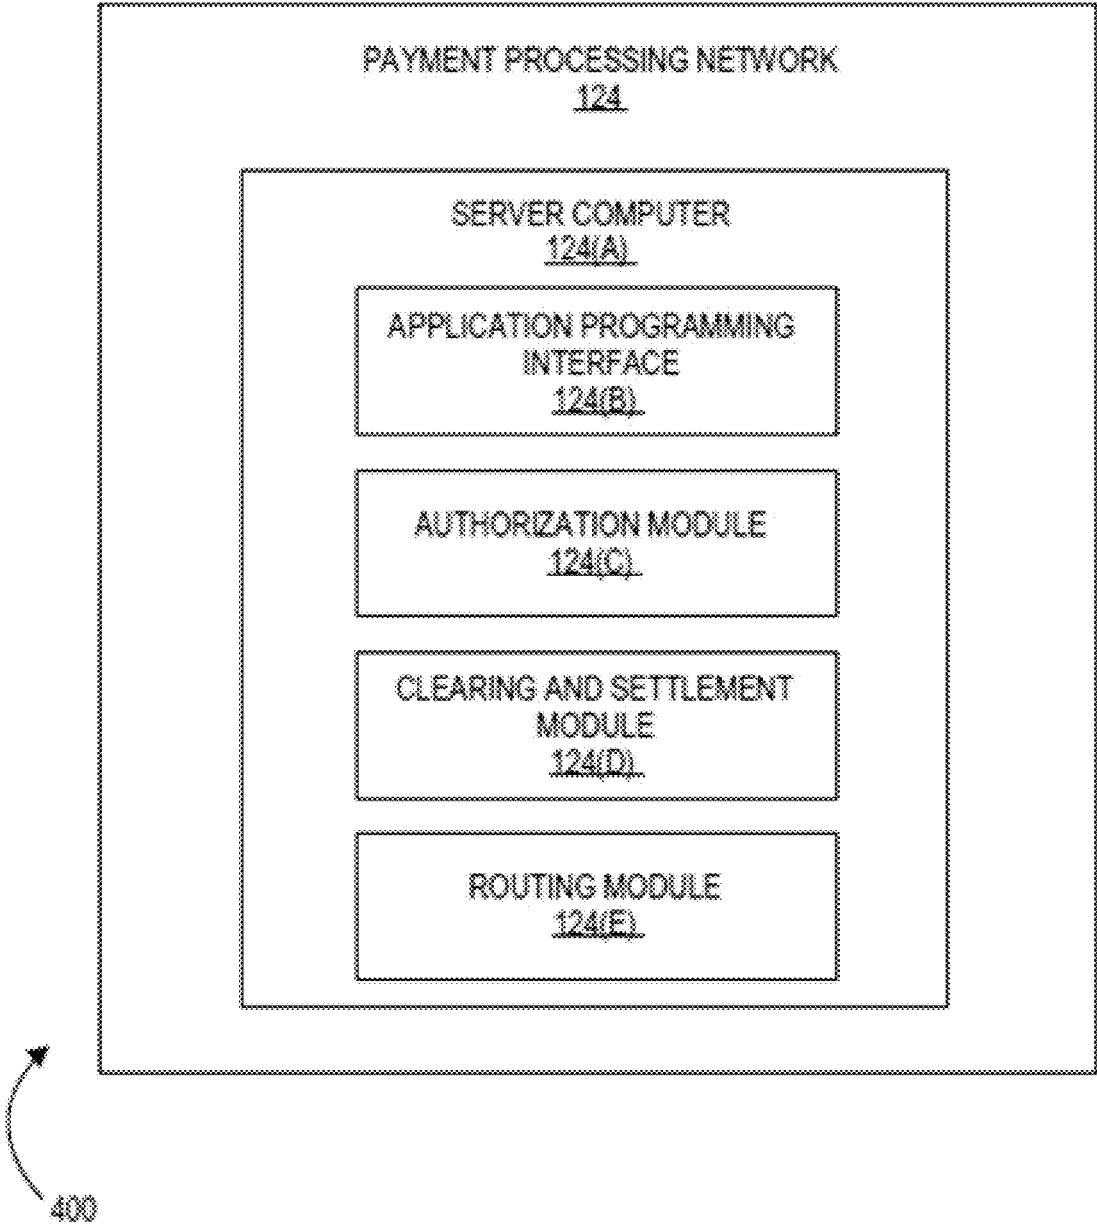 PAYMENT PROCESSING NETWORK
124
SERVER COMPUTER
124(A)
APPLICATION PROGRAMMING
INTERFACE
124(B)
AUTHORIZATION MODULE
124(C)
CLEARING AND SETTLEMENT
MODULE
124(D)
ROUTING MODULE
124(E)
400